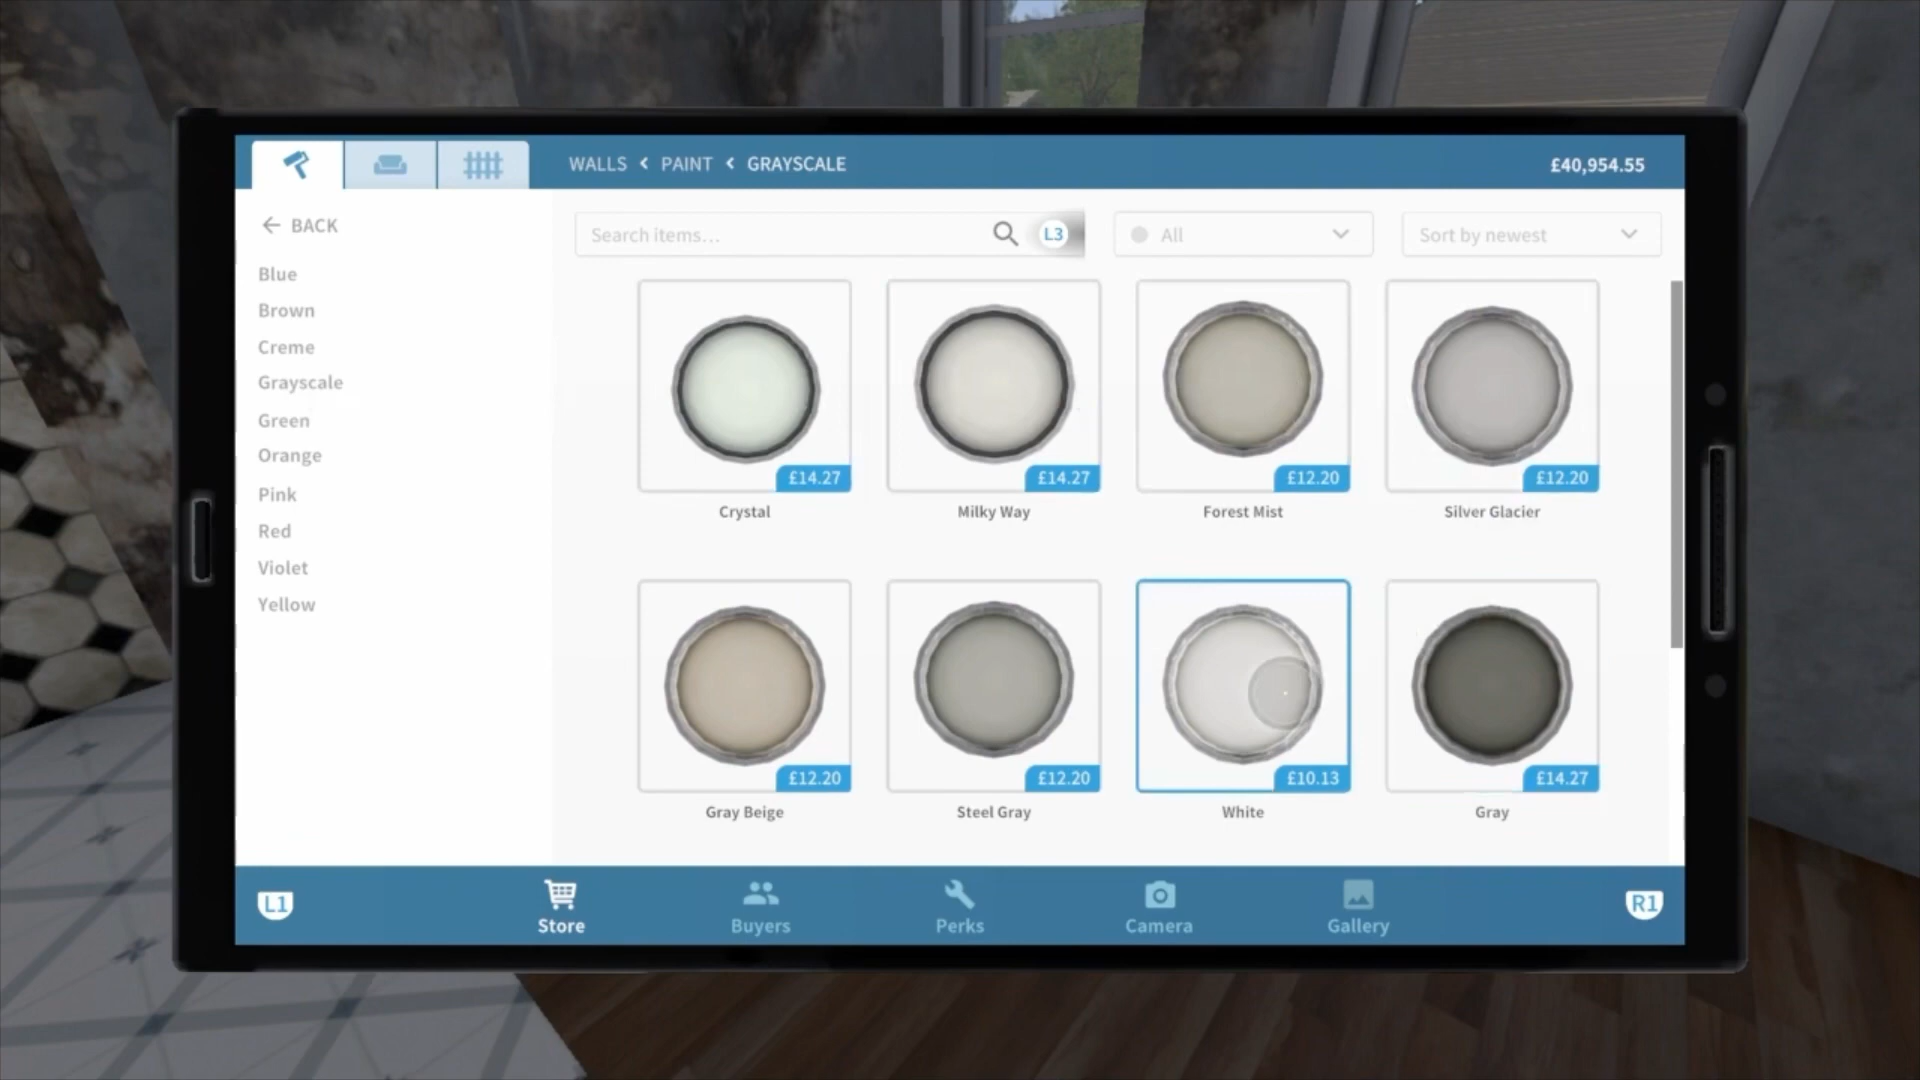 WALLS < PAINT < GRAYSCALE
£40,954.55
← BACK
Blue
Brown
Creme
Grayscale
Green
Orange
Pink
Red
Violet
Yellow
Search items...
L3
All
Sort by newest
£14.27
£14.27
£12.20
£12.20
Crystal
Milky Way
Forest Mist
Silver Glacier
£12.20
£12.20
£10.13
£14.27
Gray Beige
Steel Gray
White
Gray
L1
Store
Buyers
Perks
Camera
Gallery
R1